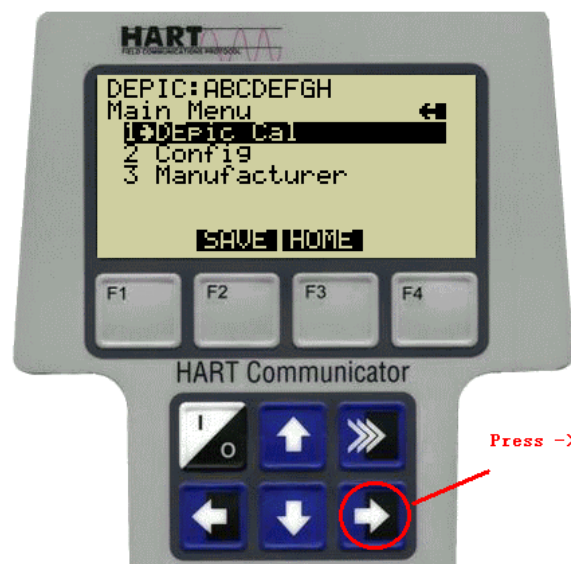 HART
FIELD COMMUNICATIONS PROTOCOL
DEPIC:ABCDEFGH
Main Menu
1→DEpic Cal
2 Config
3 Manufacturer
SAVE HOME
F1 F2 F3 F4
HART Communicator
I
O
Press ->